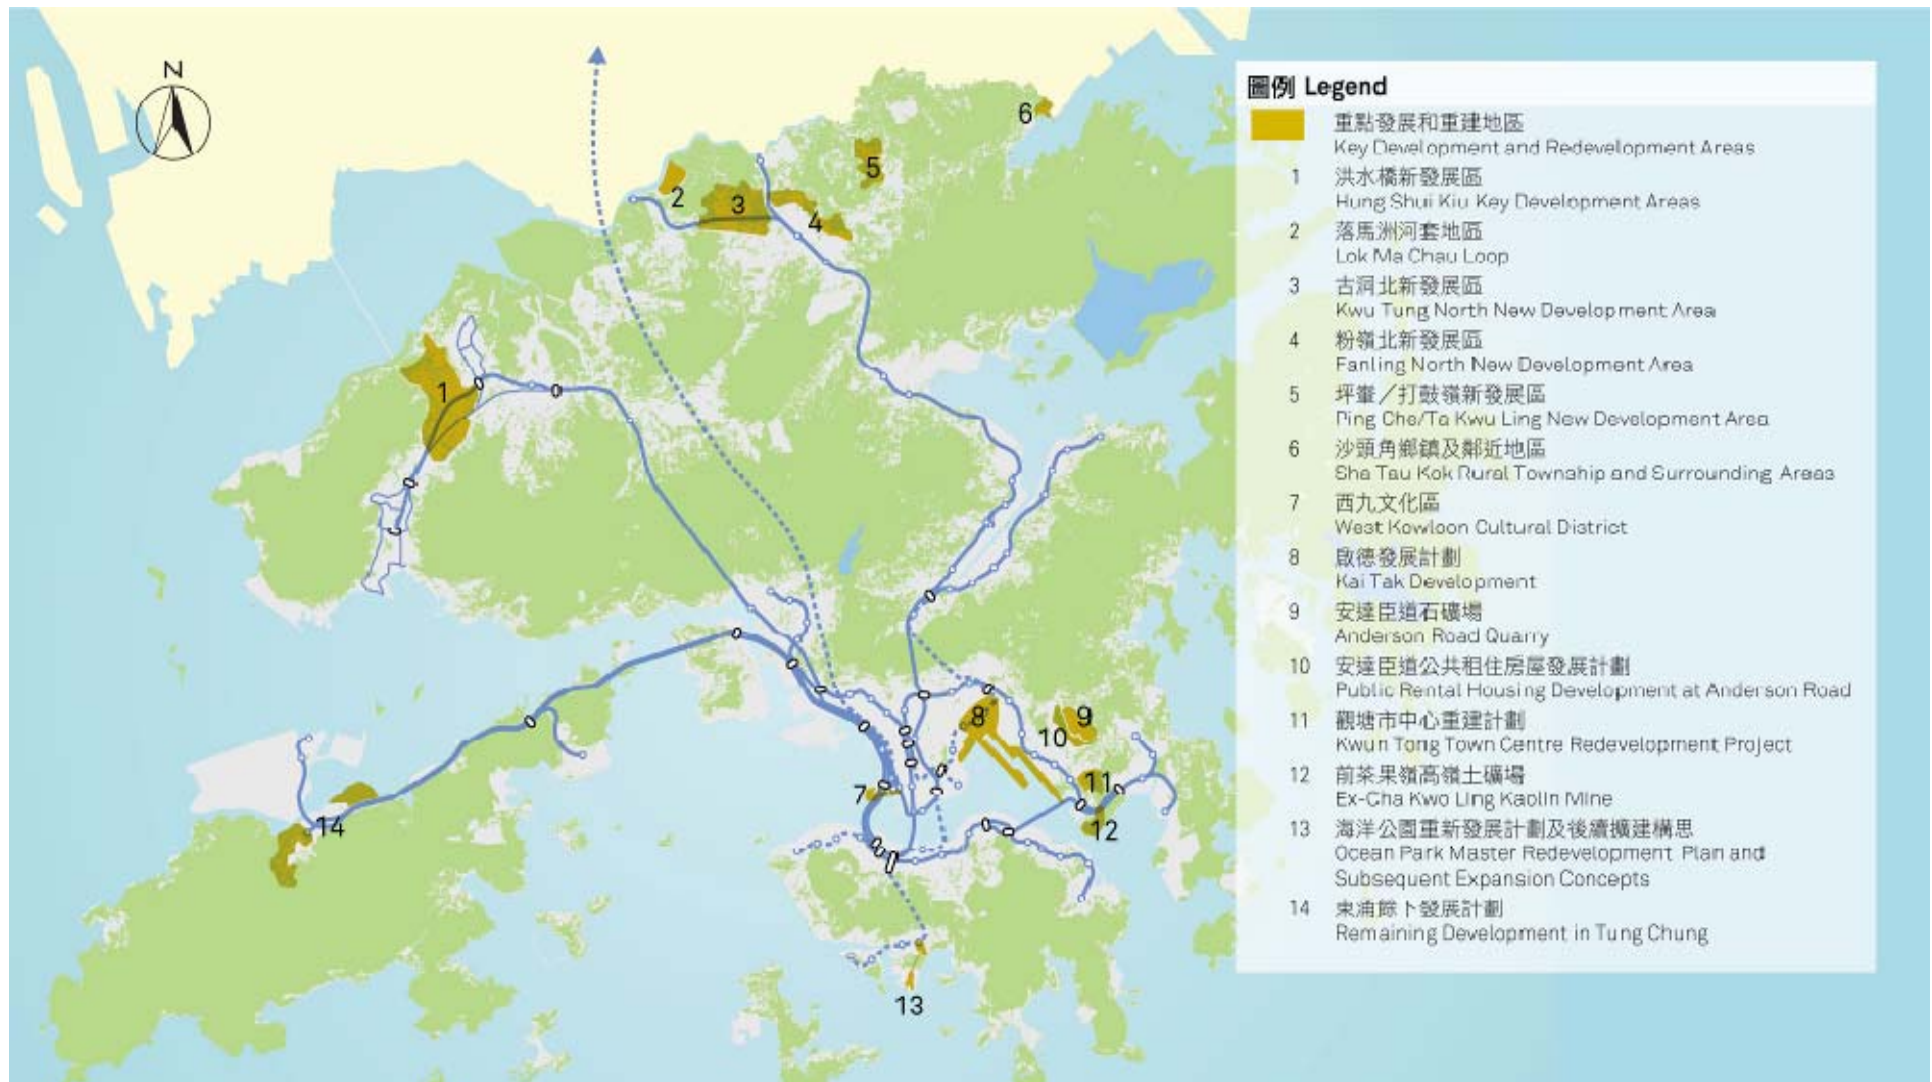 N
圖例 Legend
重點發展和重建地區
Key Development and Redevellopment Areas
1 洪水橋新發展區
Hung Shui Kiu Key Development Areas
2 落馬洲河套地區
Lok Ma Chau Loop
3 古洞北新發展區
Kwu Tung North New Development Area
4 粉嶺北新發展區
Fanling North New Development Area
5 坪輋／打鼓嶺新發展區
Ping Che/Ta Kwu Ling New Development Area
6 沙頭角鄉鎮及鄰近地區
Sha Tau Kok Rural Township and Surrounding Areas
7 西九文化區
West Kowloon Cultural District
8 啟德發展計劃
Kai Tak Development
9 安達臣道石礦場
Anderson Road Quarry
10 安達臣道公共租住房屋發展計劃
Public Rental Housing Development at Anderson Road
11 觀塘市中心重建計劃
Kwun Tong Town Centre Redevelopment Project
12 前茶果嶺高嶺土礦場
Ex-Cha Kwo Ling Kaolin Mine
13 海洋公園重新發展計劃及後續擴建構思
Ocean Park Master Redevelopment Plan and
Subsequent Expansion Concepts
14 東涌餘下發展計劃
Remaining Development in Tung Chung
6
5
2
3
4
1
8
9
10
11
7
12
14
13